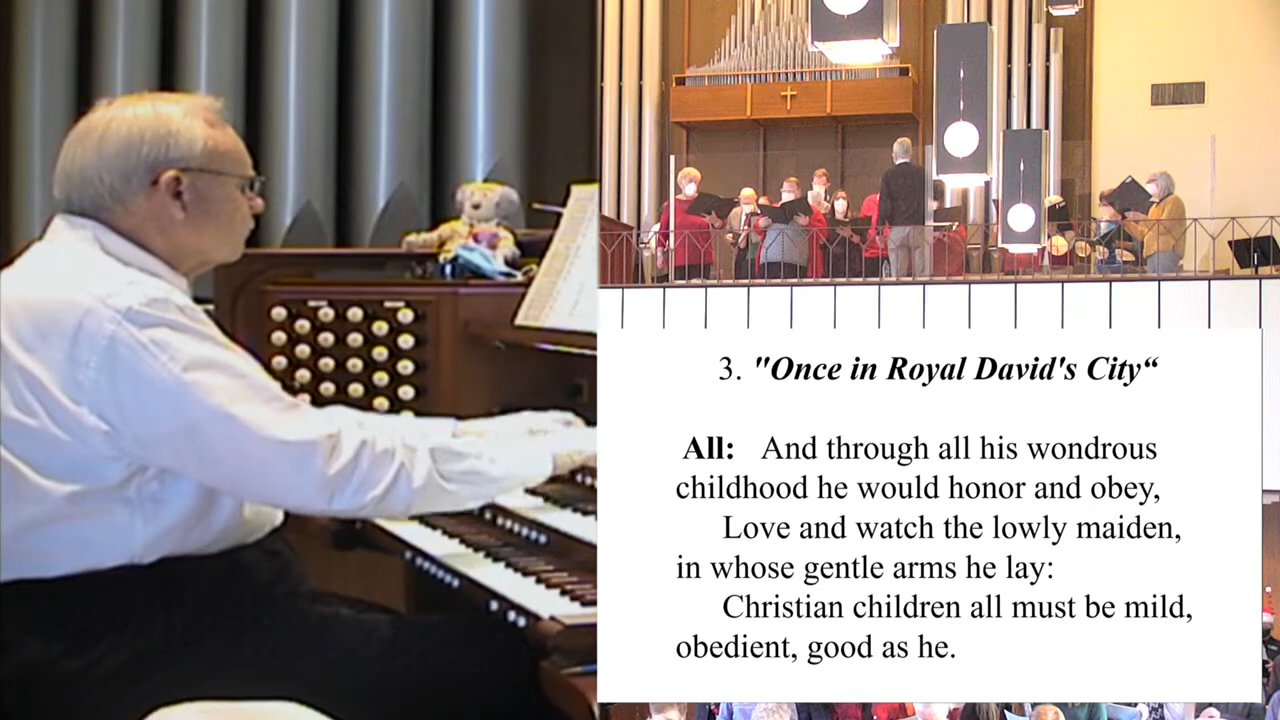 3. "Once in Royal David's City“
All: And through all his wondrous
childhood he would honor and obey,
Love and watch the lowly maiden,
in whose gentle arms he lay:
Christian children all must be mild,
obedient, good as he.